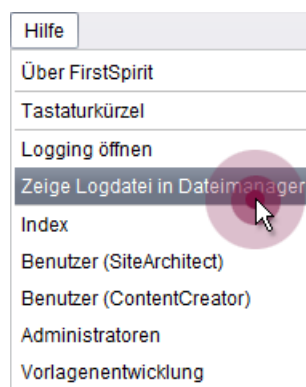 Hilfe
Über FirstSpirit
Tastaturkürzel
Logging öffnen
Zeige Logdatei in Dateimanager
Index
Benutzer (SiteArchitect)
Benutzer (ContentCreator)
Administratoren
Vorlagenentwicklung